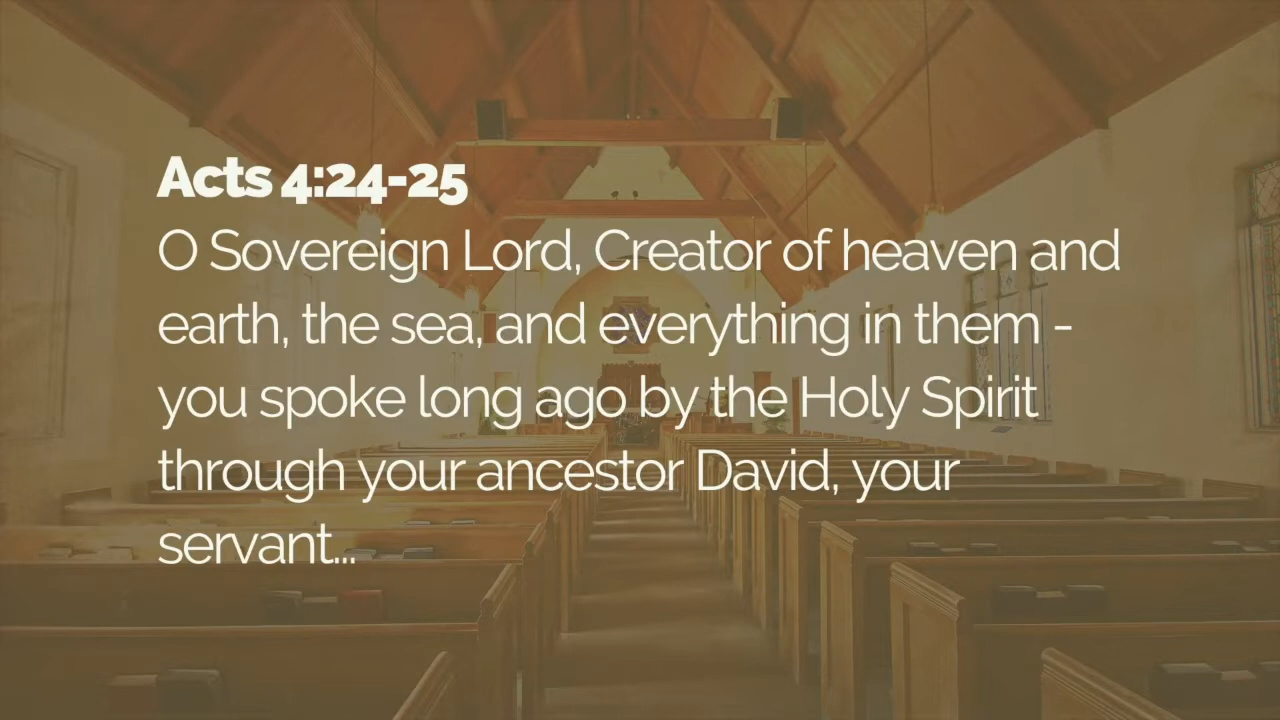 Acts 4:24-25
O Sovereign Lord, Creator of heaven and
earth, the sea, and everything in them -
you spoke long ago by the Holy Spirit
through your ancestor David, your
servant...